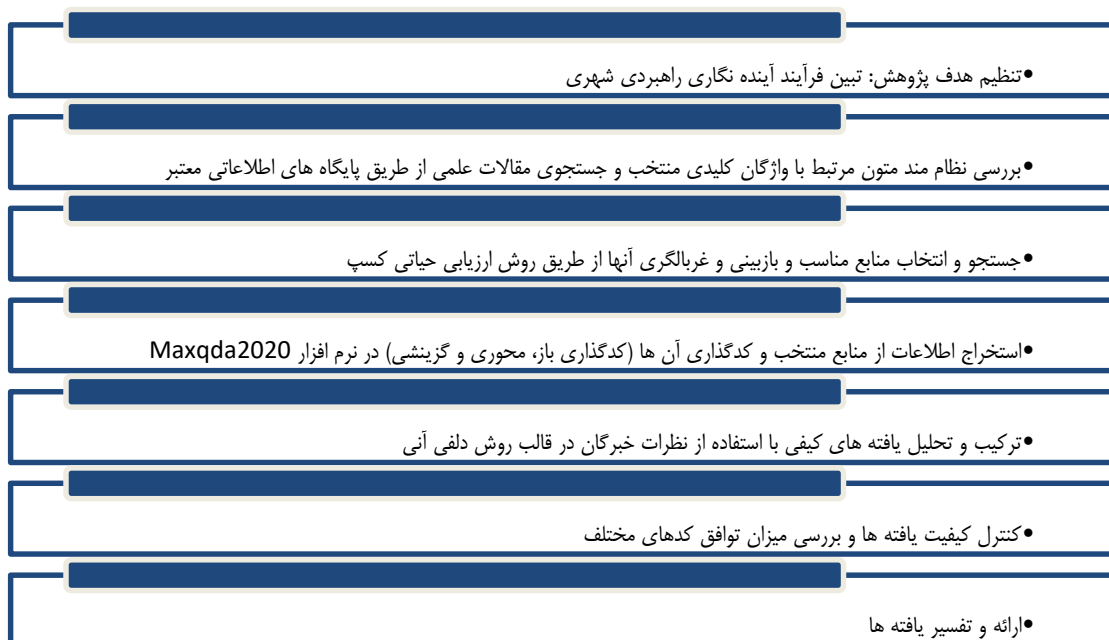 •تنظیم هدف پژوهش: تبین فرآیند آینده نگاری راهبردی شهری
•بررسی نظام مند متون مرتبط با واژگان کلیدی منتخب و جستجوی مقالات علمی از طریق پایگاه های اطلاعاتی معتبر
•جستجو و انتخاب منابع مناسب و بازبینی و غربالگری آنها از طریق روش ارزیابی حیاتی کسپ
•استخراج اطلاعات از منابع منتخب و کدگذاری آن ها (کدگذاری باز، محوری و گزینشی) در نرم افزار Maxqda2020
•ترکیب و تحلیل یافته های کیفی با استفاده از نظرات خبرگان در قالب روش دلفی آنی
•کنترل کیفیت یافته ها و بررسی میزان توافق کدهای مختلف
•ارائه و تفسیر یافته ها